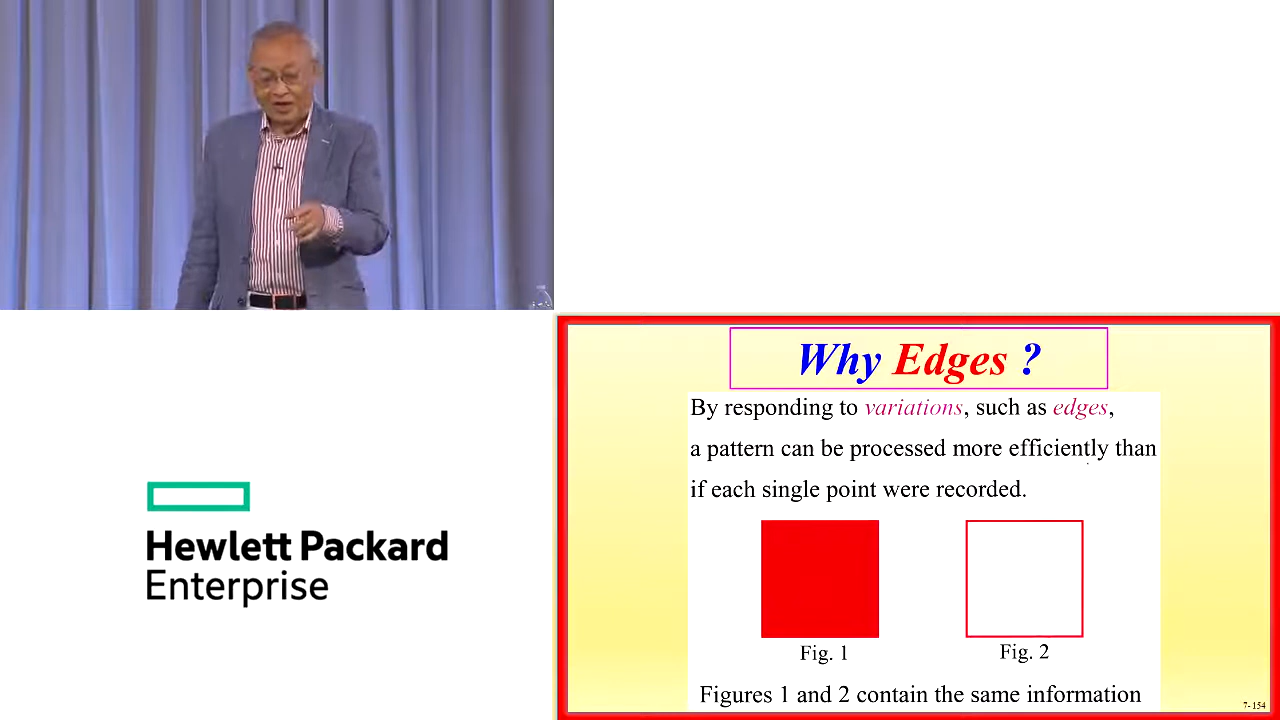 Why Edges ?
By responding to variations, such as edges,
a pattern can be processed more efficiently than
if each single point were recorded.
Fig. 1
Fig. 2
Figures 1 and 2 contain the same information
7-154
Hewlett Packard
Enterprise